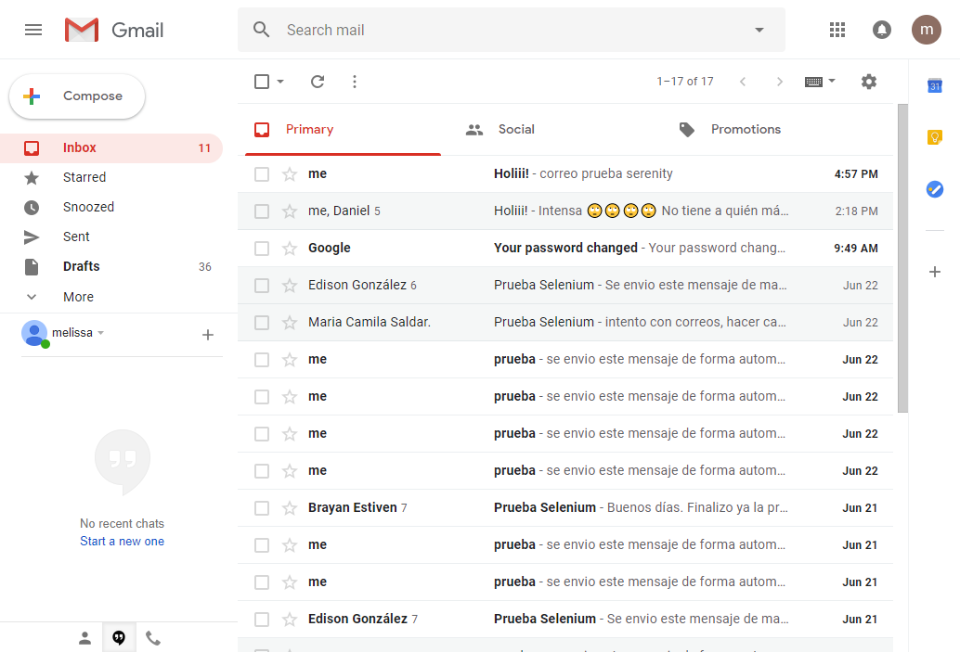 Gmail
Search mail
m
Compose
1–17 of 17
31
Primary
Social
Promotions
Inbox 11
Starred
Snoozed
Sent
Drafts 36
More
melissa
No recent chats
Start a new one
me Holiii! - correo prueba serenity 4:57 PM
me, Daniel 5 Holiii! - Intensa 🙄🙄🙄🙄 No tiene a quién má… 2:18 PM
Google Your password changed - Your password chang… 9:49 AM
Edison González 6 Prueba Selenium - Se envio este mensaje de ma… Jun 22
Maria Camila Saldar. Prueba Selenium - intento con correos, hacer ca… Jun 22
me prueba - se envio este mensaje de forma autom… Jun 22
me prueba - se envio este mensaje de forma autom… Jun 22
me prueba - se envio este mensaje de forma autom… Jun 22
me prueba - se envio este mensaje de forma autom… Jun 22
Brayan Estiven 7 Prueba Selenium - Buenos días. Finalizo ya la pr… Jun 21
me prueba - se envio este mensaje de forma autom… Jun 21
me prueba - se envio este mensaje de forma autom… Jun 21
Edison González 7 Prueba Selenium - Se envio este mensaje de ma… Jun 21